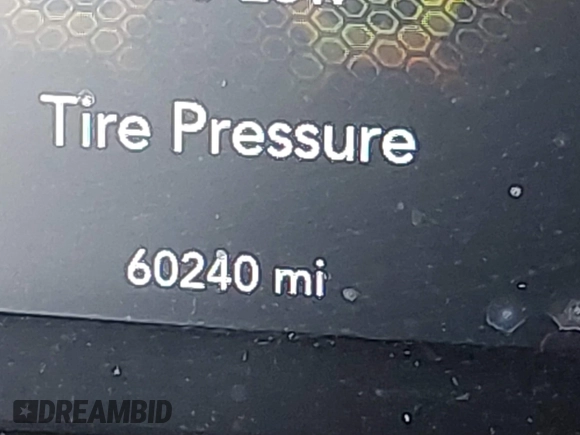 Tire Pressure
60240 mi
DREAMBID